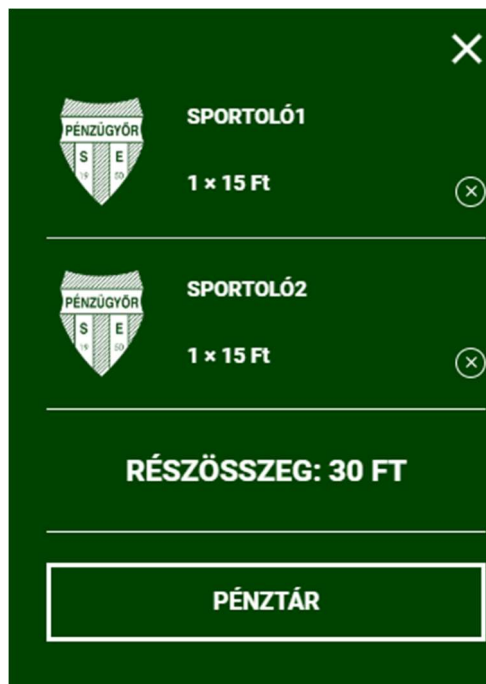 PÉNZÜGYŐR
S E
19 50
SPORTOLÓ1
1 × 15 Ft
PÉNZÜGYŐR
S E
19 50
SPORTOLÓ2
1 × 15 Ft
RÉSZÖSSZEG: 30 FT
PÉNZTÁR